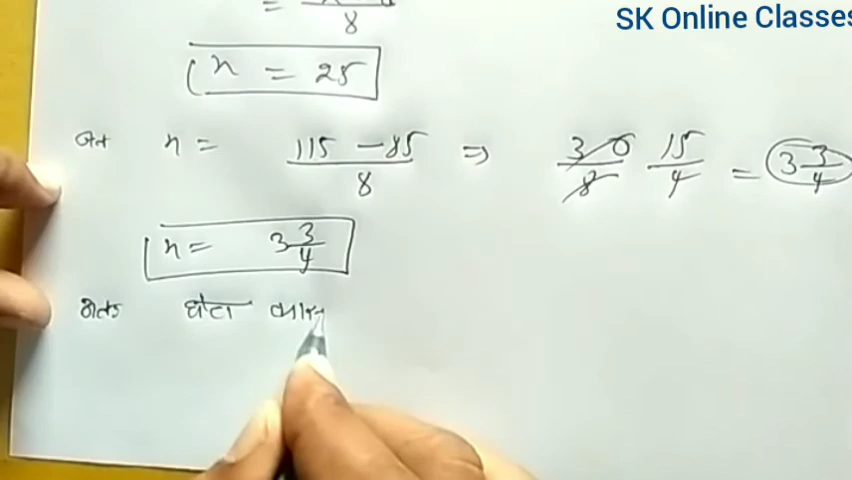 SK Online Classes
= 8
x = 25
जब x = 115 - 85 / 8 ⇒ 30/8 15/4 = 3 3/4
x = 3 3/4
अतः छोटा